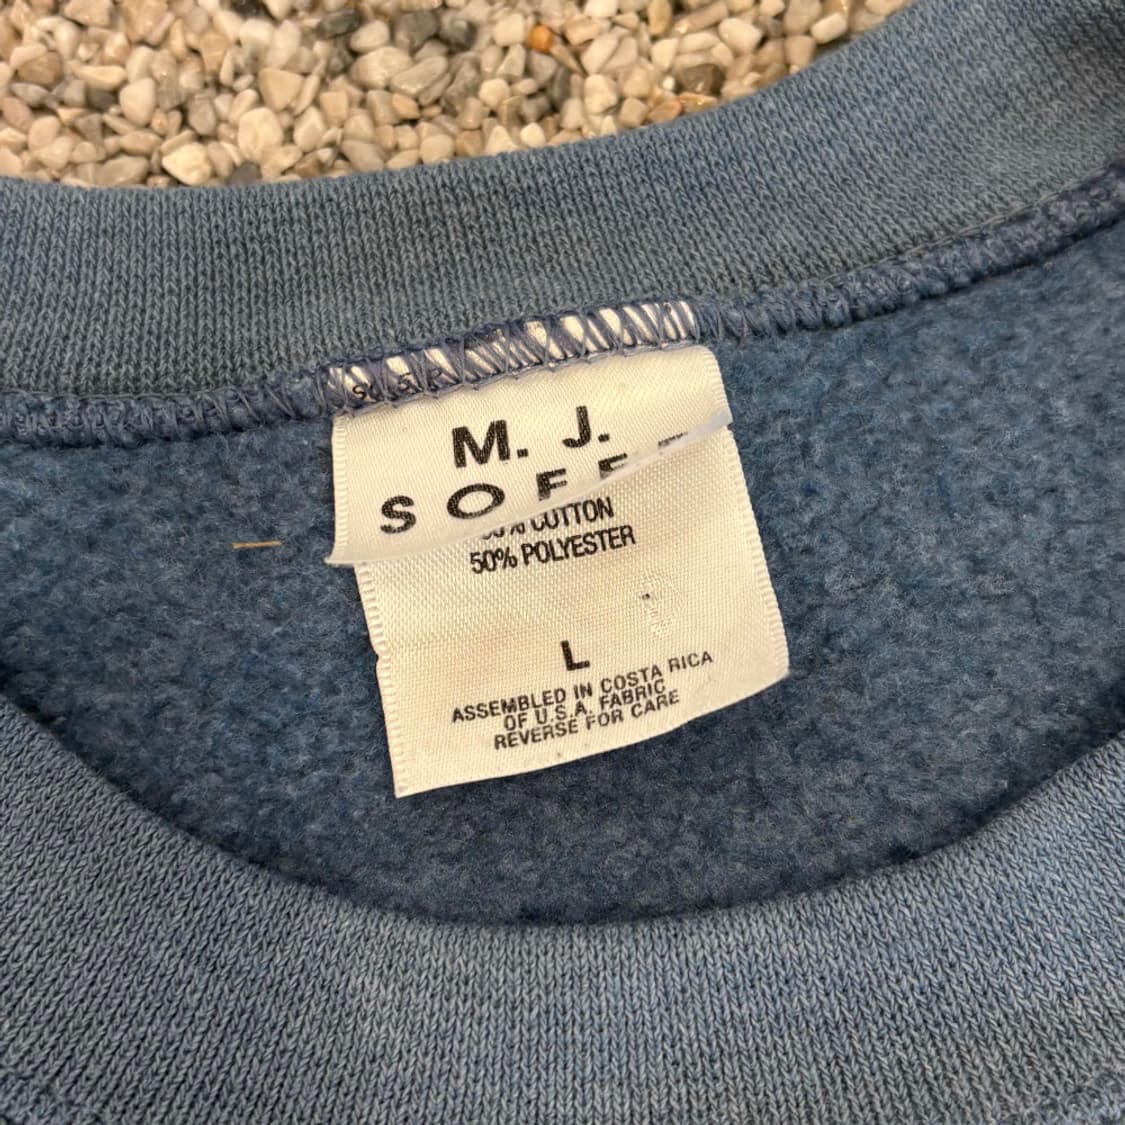 M. J.
SOFF
COTTON
50% POLYESTER
L
ASSEMBLED IN COSTA RICA
OF U.S.A. FABRIC
REVERSE FOR CARE